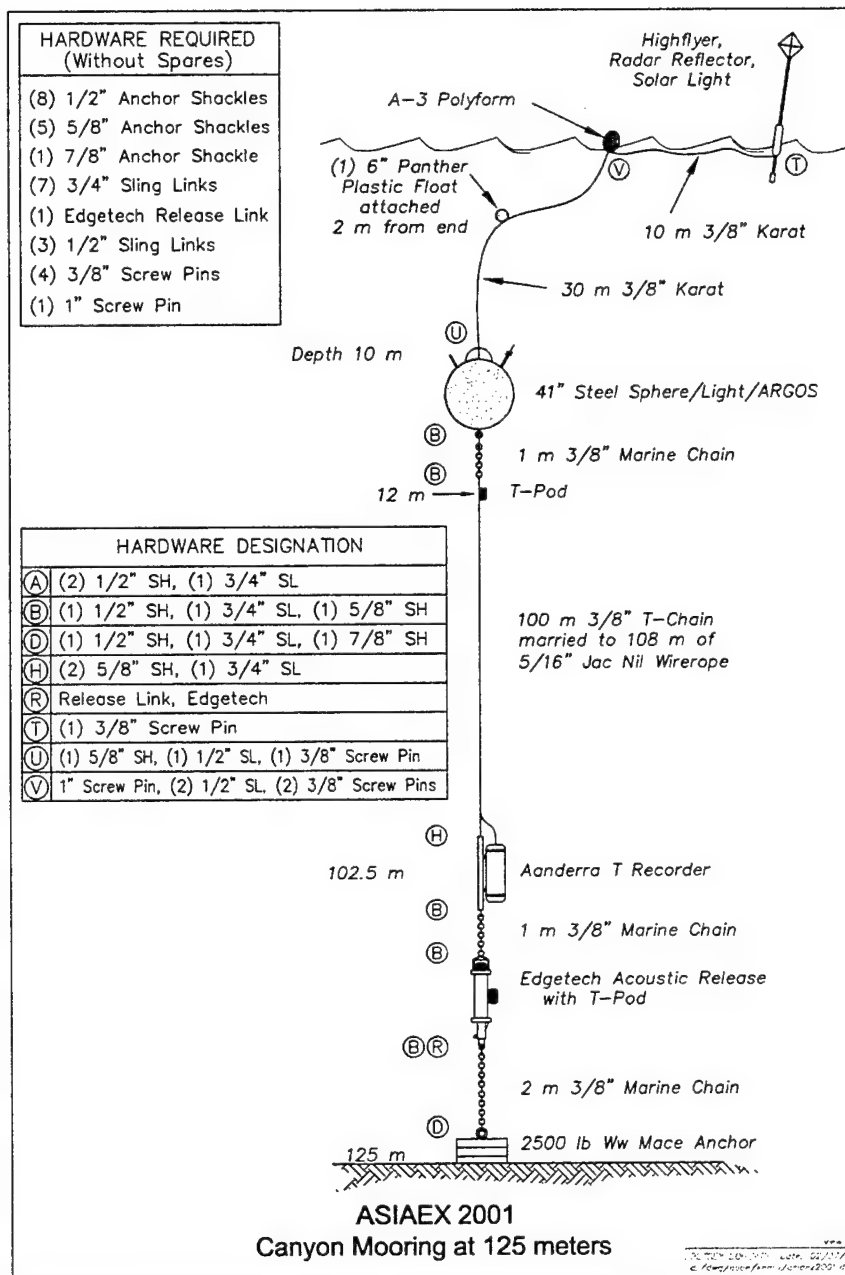 HARDWARE REQUIRED
(Without Spares)
(8) 1/2" Anchor Shackles
(5) 5/8" Anchor Shackles
(1) 7/8" Anchor Shackle
(7) 3/4" Sling Links
(1) Edgetech Release Link
(3) 1/2" Sling Links
(4) 3/8" Screw Pins
(1) 1" Screw Pin
Highflyer,
Radar Reflector,
Solar Light
A-3 Polyform
(1) 6" Panther
Plastic Float
attached
2 m from end
V
T
10 m 3/8" Karat
30 m 3/8" Karat
U
Depth 10 m
41" Steel Sphere/Light/ARGOS
B
1 m 3/8" Marine Chain
B
12 m
T-Pod
HARDWARE DESIGNATION
A (2) 1/2" SH, (1) 3/4" SL
B (1) 1/2" SH, (1) 3/4" SL, (1) 5/8" SH
D (1) 1/2" SH, (1) 3/4" SL, (1) 7/8" SH
H (2) 5/8" SH, (1) 3/4" SL
R Release Link, Edgetech
T (1) 3/8" Screw Pin
U (1) 5/8" SH, (1) 1/2" SL, (1) 3/8" Screw Pin
V 1" Screw Pin, (2) 1/2" SL, (2) 3/8" Screw Pins
100 m 3/8" T-Chain
married to 108 m of
5/16" Jac Nil Wirerope
H
102.5 m
Aanderra T Recorder
B
1 m 3/8" Marine Chain
B
Edgetech Acoustic Release
with T-Pod
B R
2 m 3/8" Marine Chain
D
2500 lb Ww Mace Anchor
125 m
ASIAEX 2001
Canyon Mooring at 125 meters